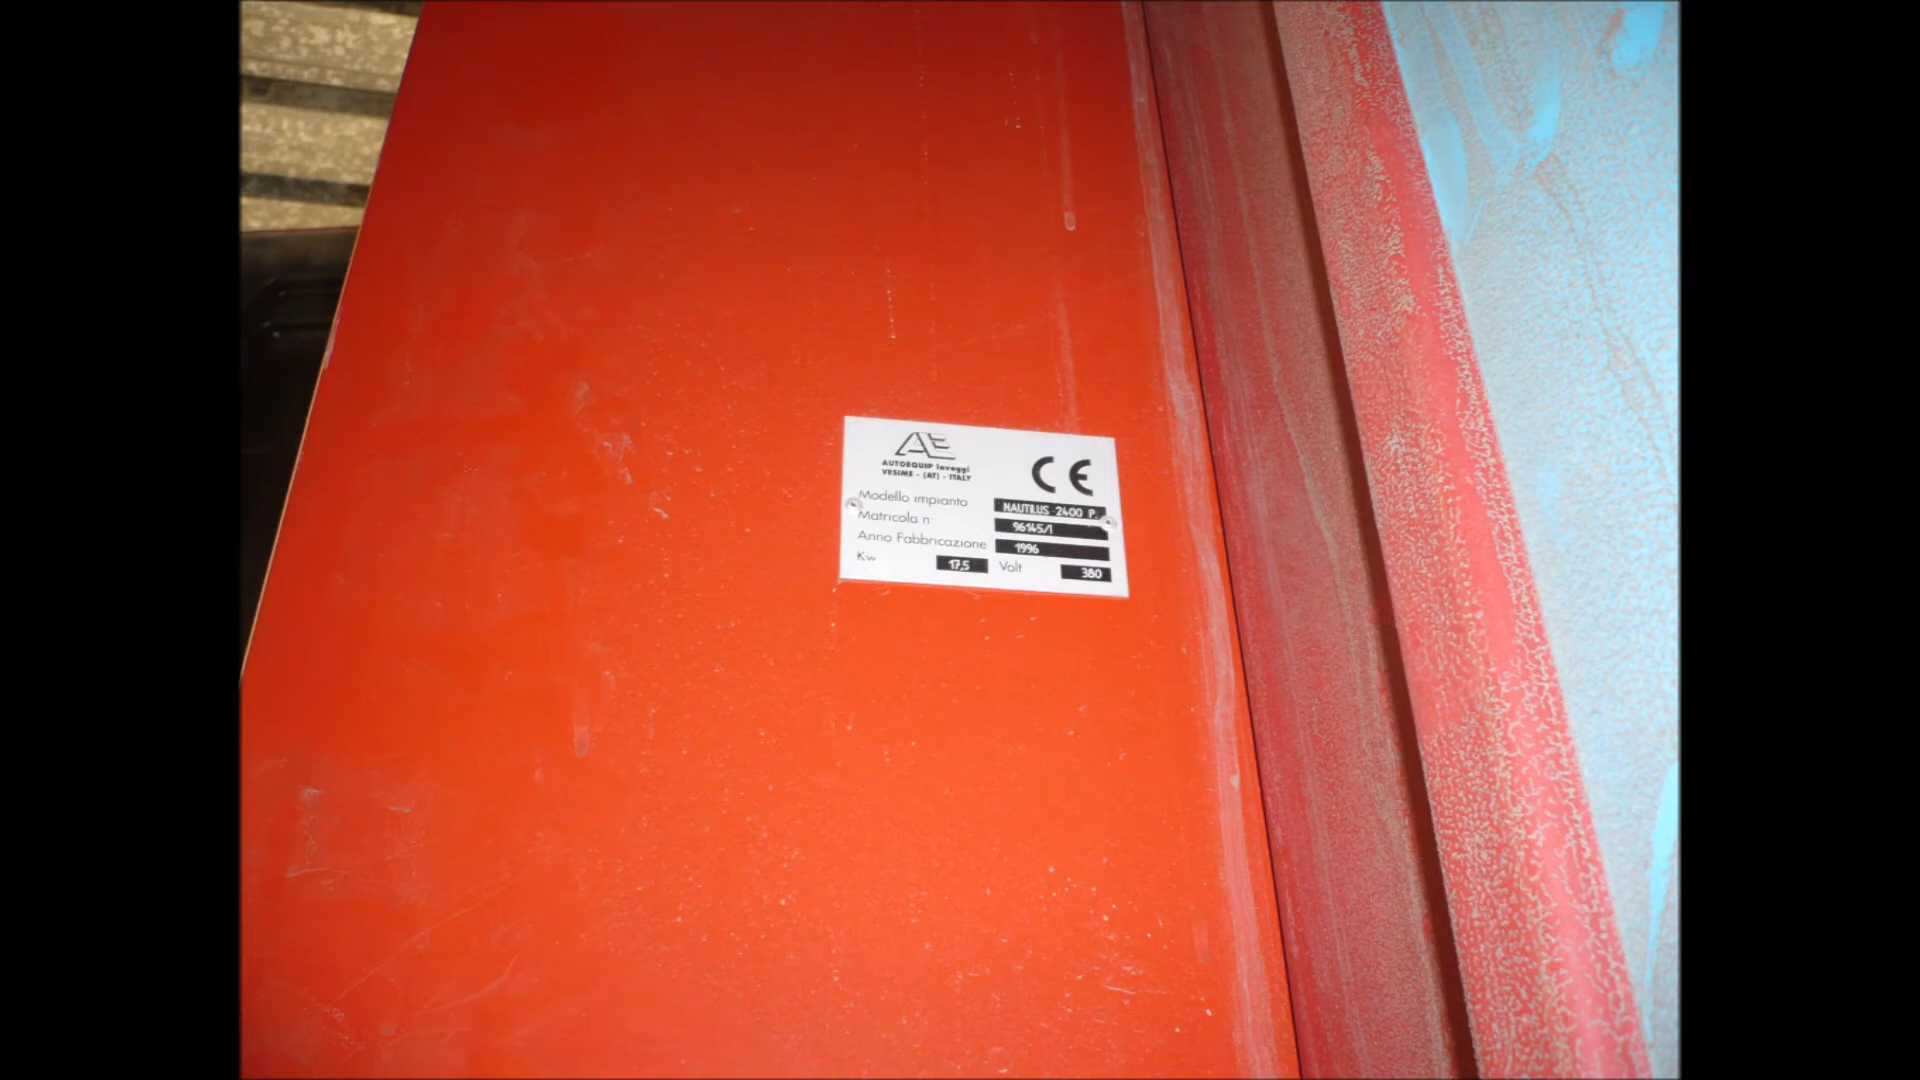 AE
AUTOEQUIP lavaggi
VESIME - (AT) - ITALY
CE
Modello impianto NAUTILUS 2400 P.
Matricola n° 96145/1
Anno Fabbricazione 1996
Kw 17,5 Volt 380